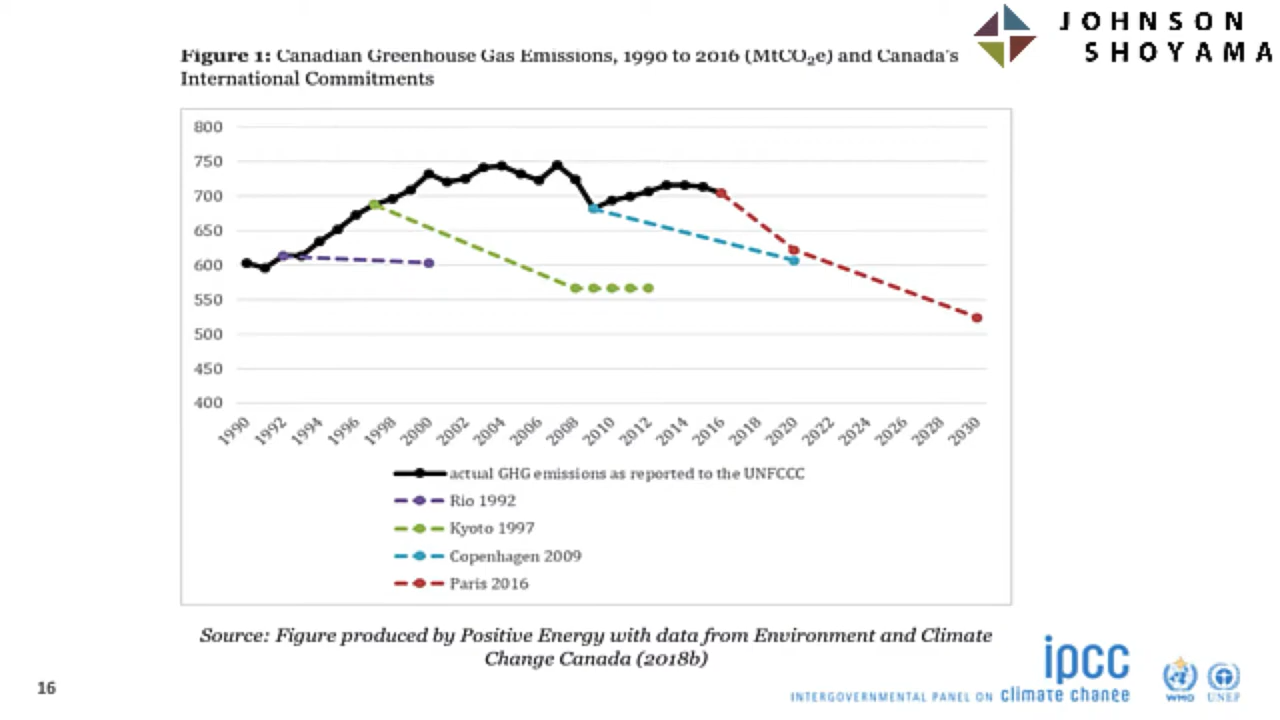 JOHNSON
SHOYAMA
Figure 1: Canadian Greenhouse Gas Emissions, 1990 to 2016 (MtCO₂e) and Canada's
International Commitments
800
750
700
650
600
550
500
450
400
1990 1992 1994 1996 1998 2000 2002 2004 2006 2008 2010 2012 2014 2016 2018 2020 2022 2024 2026 2028 2030
actual GHG emissions as reported to the UNFCCC
Rio 1992
Kyoto 1997
Copenhagen 2009
Paris 2016
Source: Figure produced by Positive Energy with data from Environment and Climate
Change Canada (2018b)
16
ipcc
INTERGOVERNMENTAL PANEL ON climate change
WMO UNEP